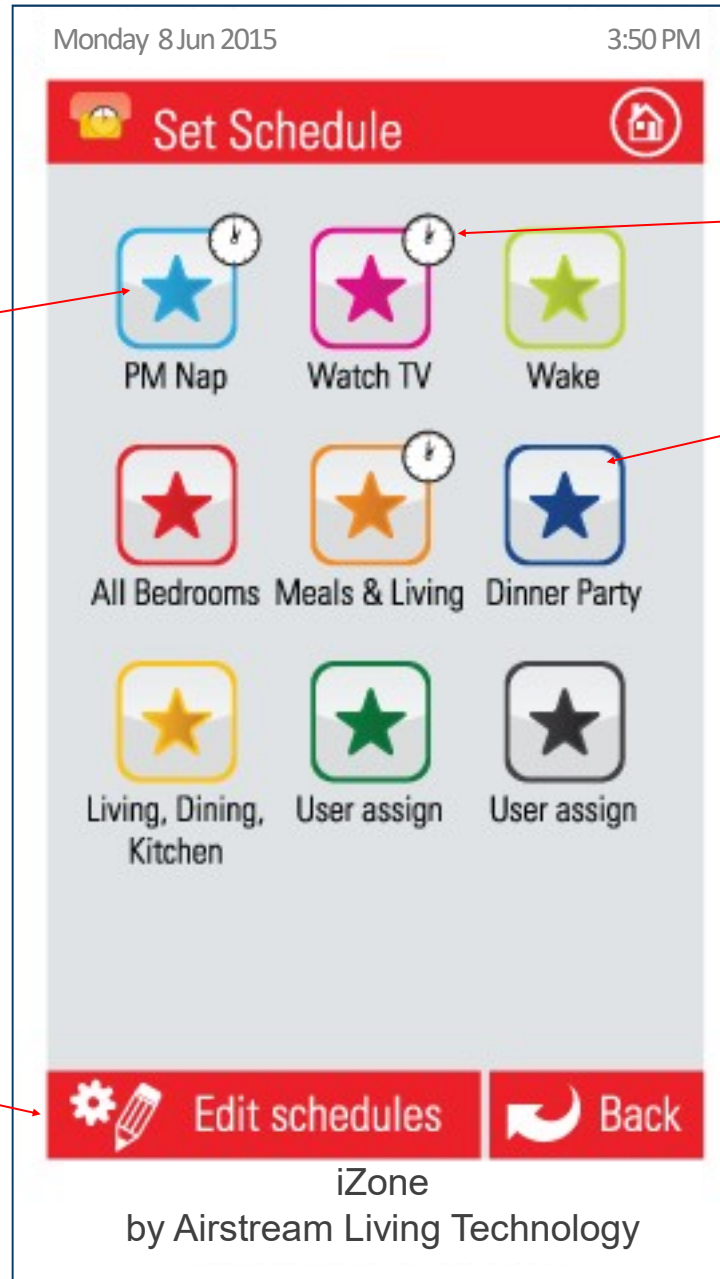 Monday 8 Jun 2015 3:50 PM
Set Schedule
PM Nap Watch TV Wake
All Bedrooms Meals & Living Dinner Party
Living, Dining, User assign User assign
Kitchen
Edit schedules Back
iZone
by Airstream Living Technology